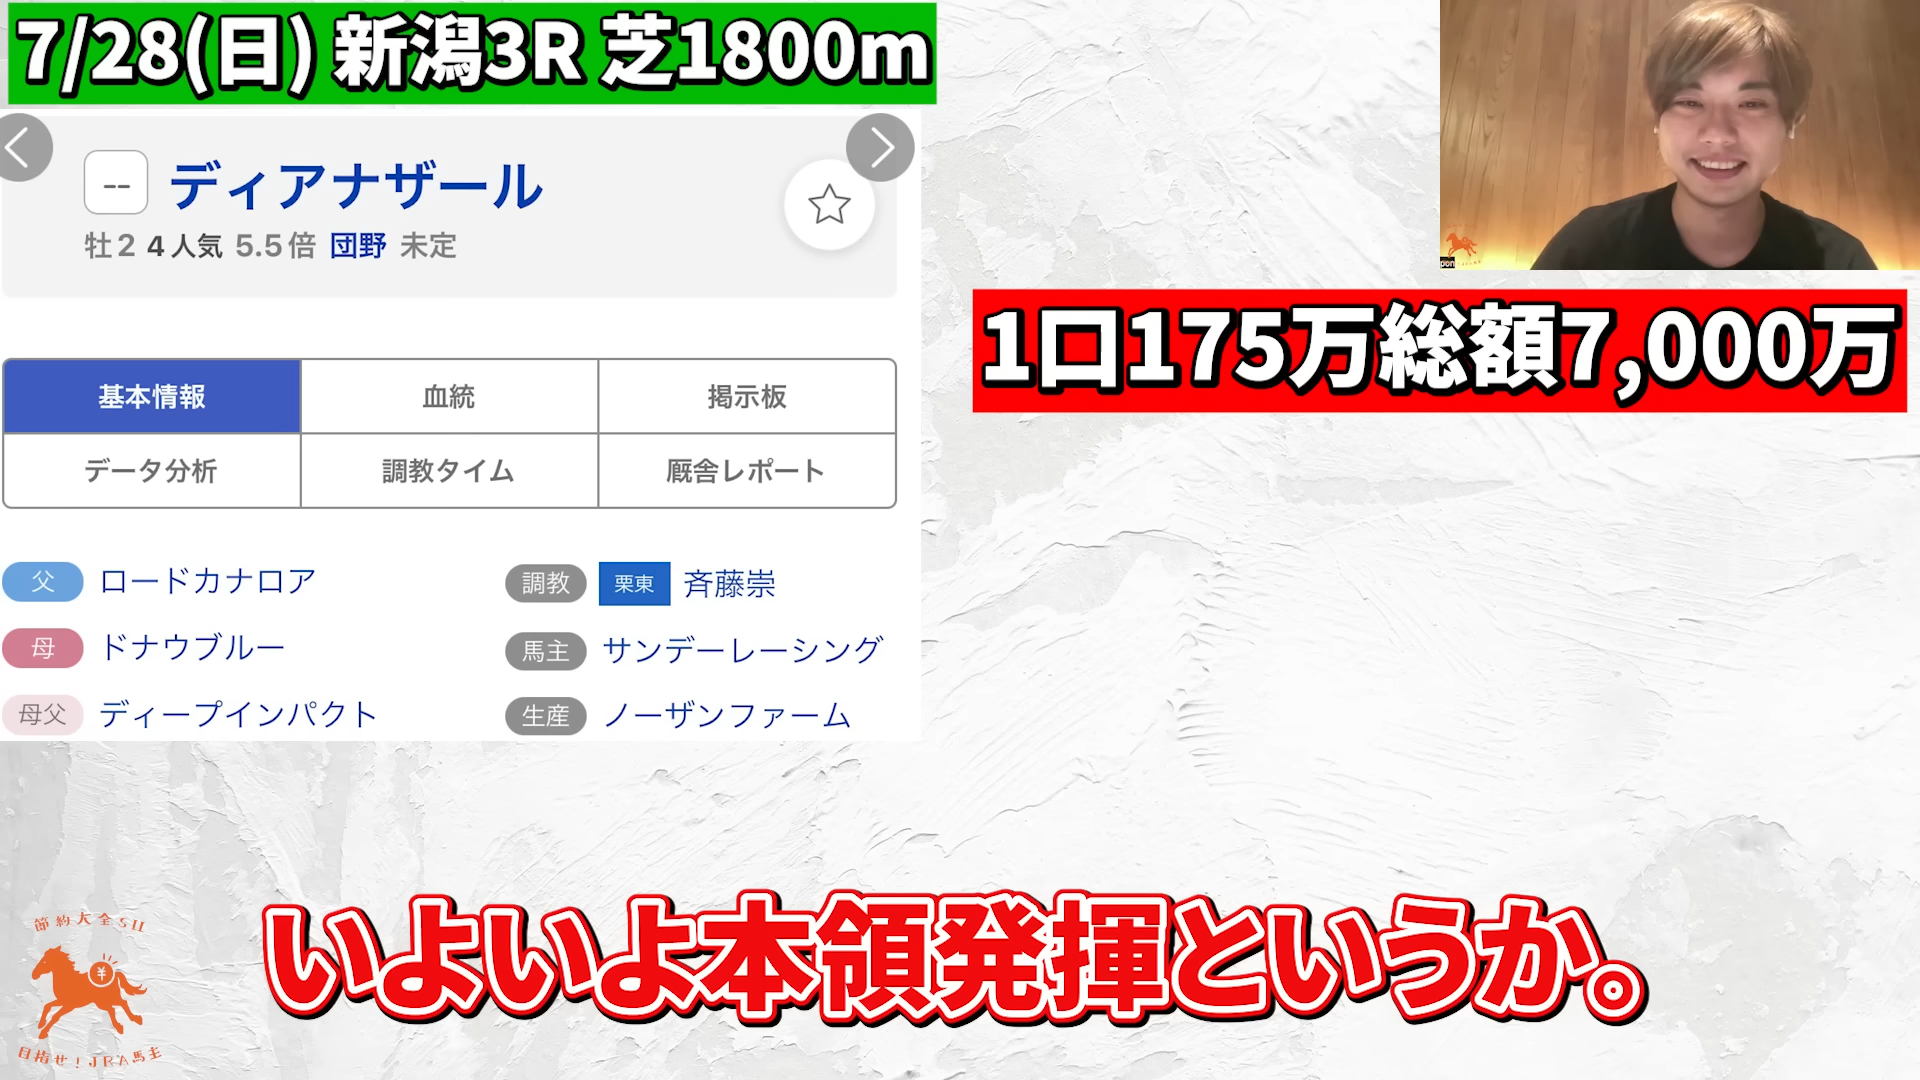 7/28(日) 新潟3R 芝1800m
--
ディアナザール
牡2 4人気 5.5倍 団野 未定
1口175万総額7,000万
基本情報 血統 掲示板
データ分析 調教タイム 厩舎レポート
父 ロードカナロア 調教 栗東 斉藤崇
母 ドナウブルー 馬主 サンデーレーシング
母父 ディープインパクト 生産 ノーザンファーム
いよいよ本領発揮というか。
節約大全SII
¥
目指せ!JRA馬主